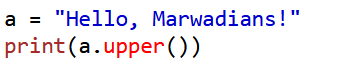 a = "Hello, Marwadians!"
print(a.upper())